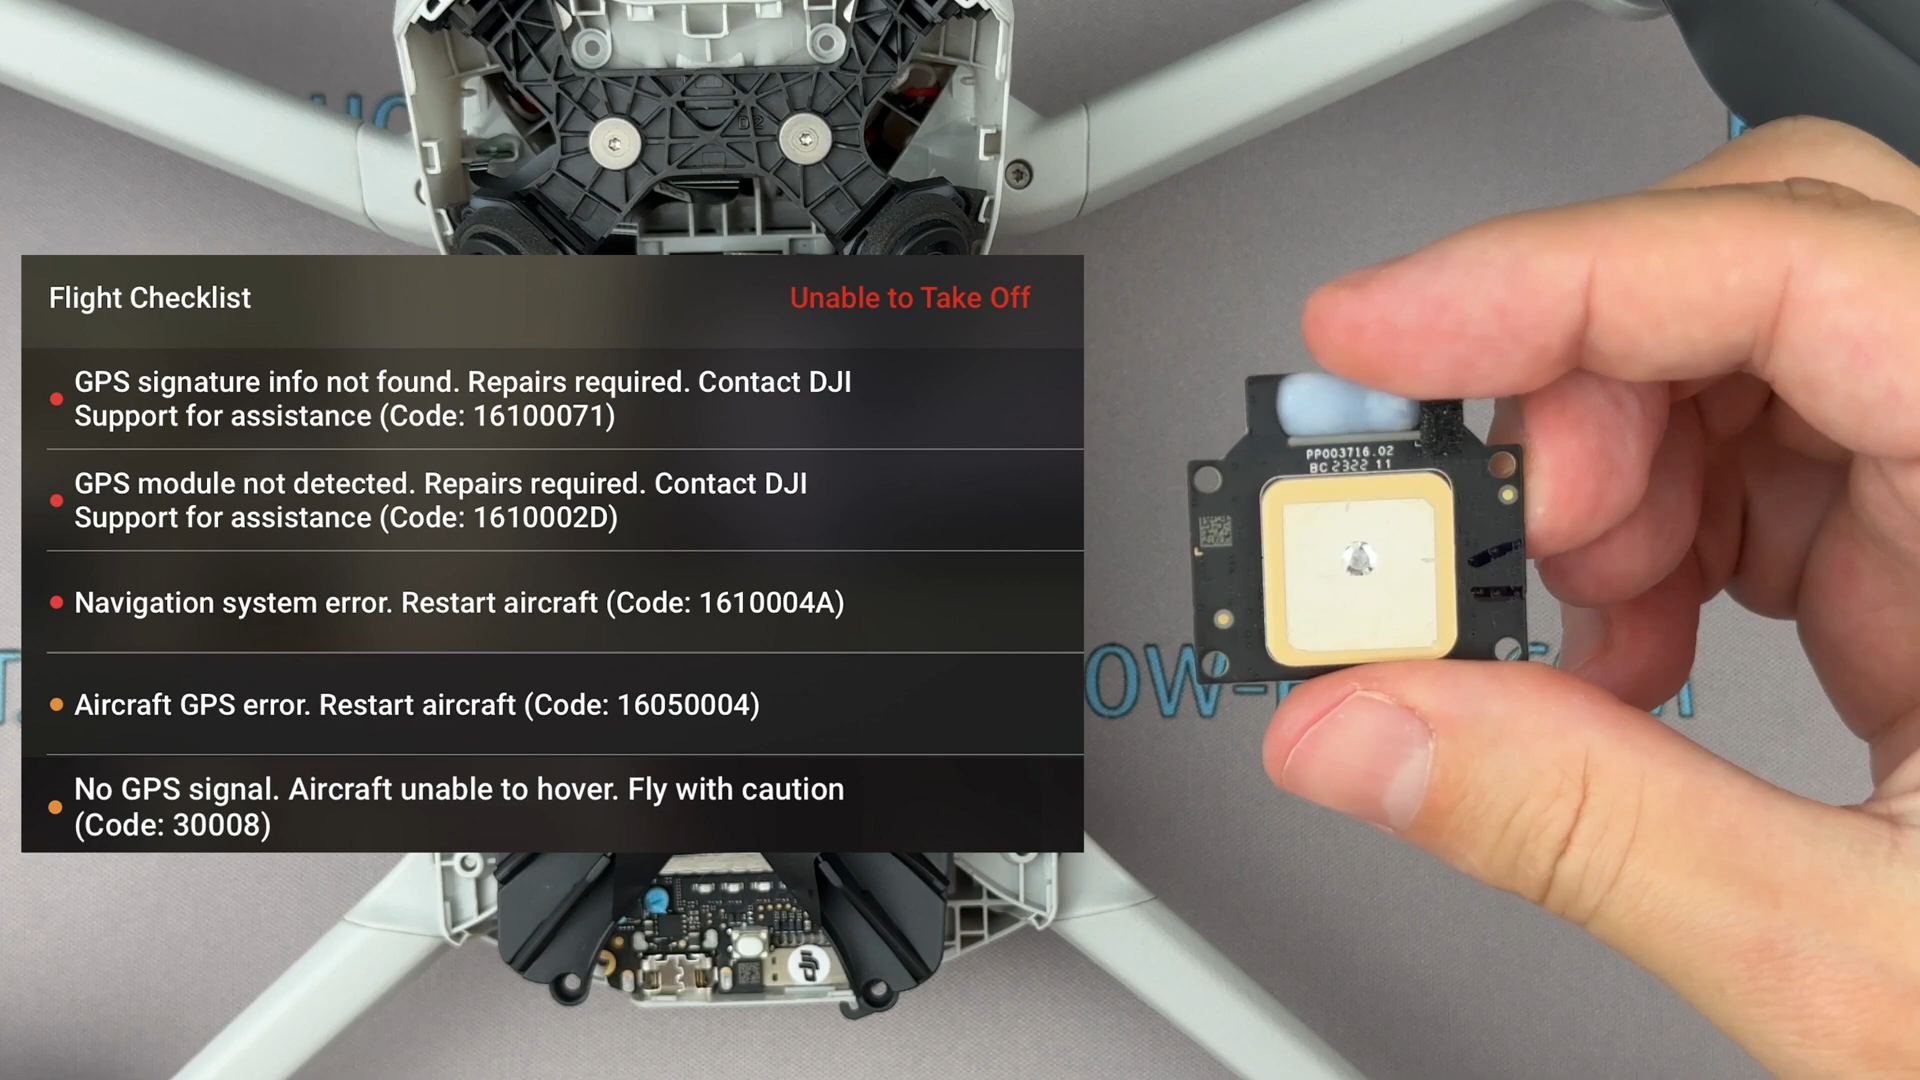 Flight Checklist
Unable to Take Off
GPS signature info not found. Repairs required. Contact DJI
Support for assistance (Code: 16100071)
GPS module not detected. Repairs required. Contact DJI
Support for assistance (Code: 1610002D)
Navigation system error. Restart aircraft (Code: 1610004A)
Aircraft GPS error. Restart aircraft (Code: 16050004)
No GPS signal. Aircraft unable to hover. Fly with caution
(Code: 30008)
PP003716.02
BC 2322 11
D2